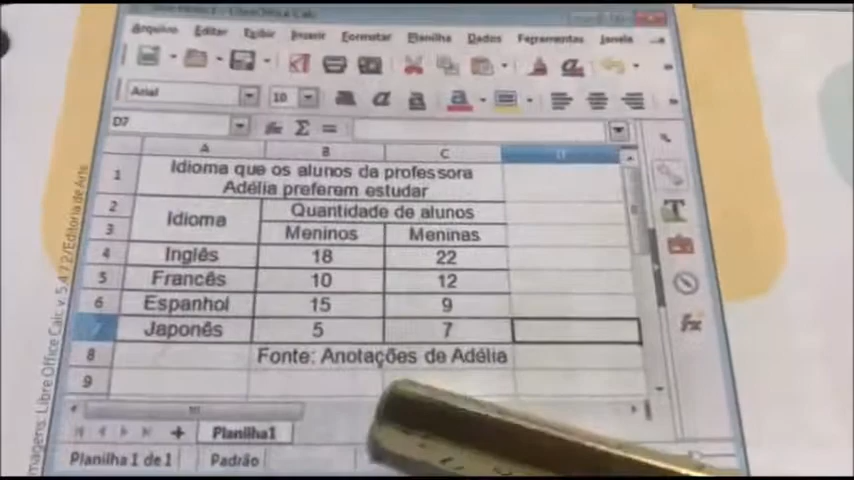 LibreOffice Calc
Arquivo Editar Exibir Inserir Formatar Planilha Dados Ferramentas Janela
Arial 10
D7
A B C D
1 Idioma que os alunos da professora
Adélia preferem estudar
2 Idioma Quantidade de alunos
3 Meninos Meninas
4 Inglês 18 22
5 Francês 10 12
6 Espanhol 15 9
7 Japonês 5 7
8 Fonte: Anotações de Adélia
9
Planilha1
Planilha 1 de 1 Padrão
Imagens: Libre Office Calc v. 5.4.7.2/Editoria de Arte